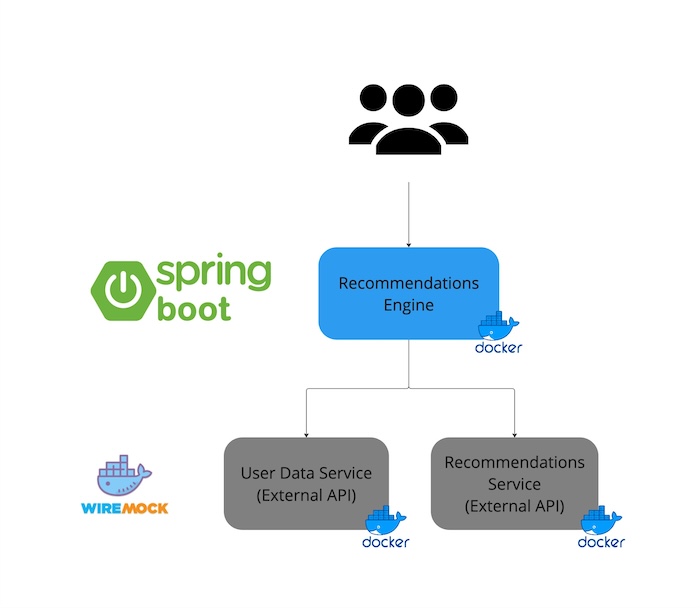 spring
boot
Recommendations
Engine
docker
WIREMOCK
User Data Service
(External API)
docker
Recommendations
Service
(External API)
docker